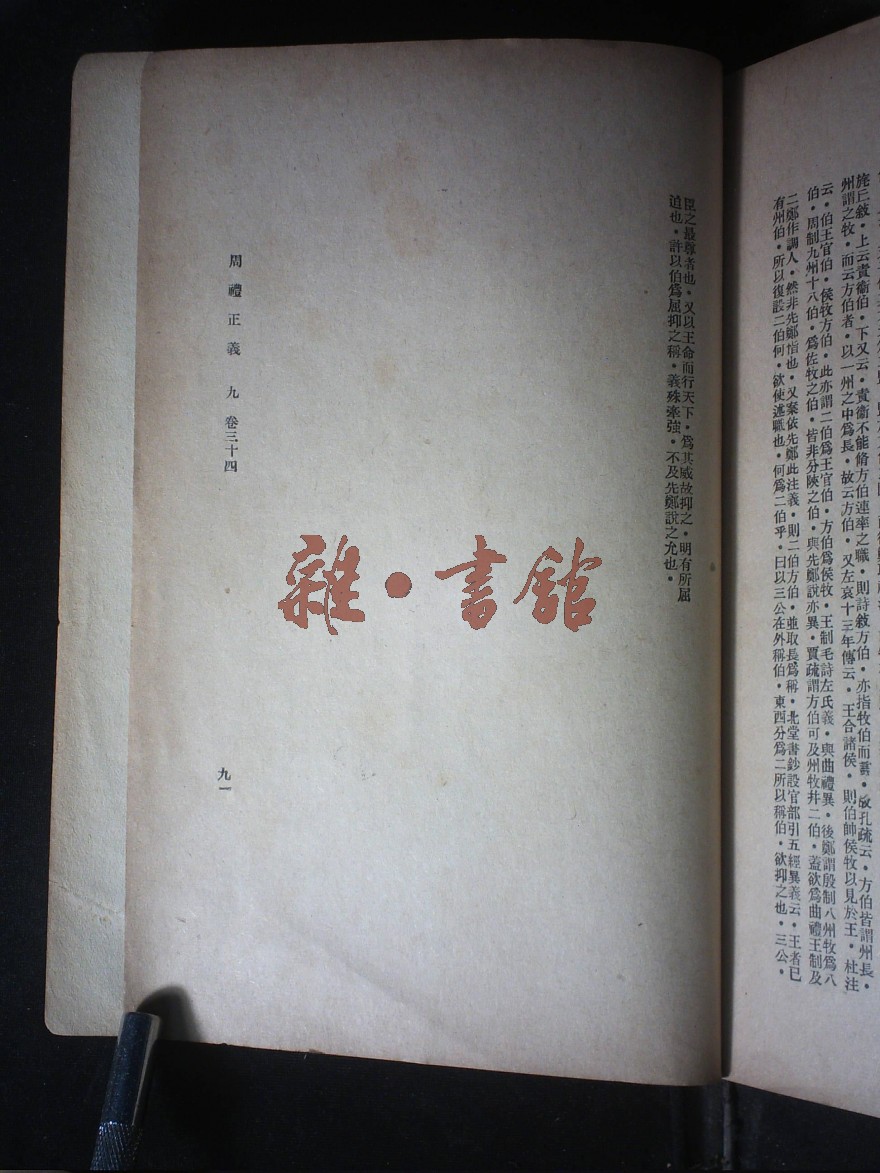 旄丘敘・上云責衞伯・下又云・責衞不能脩方伯連率之職・則詩敘方伯・亦指牧伯而言・故孔疏云・方伯皆謂州長・
州謂之牧・而云方伯者・以一州之中爲長・故云方伯・又左哀十三年傳云・王合諸侯・則伯帥侯牧以見於王・杜注
云・伯王官伯・侯牧方伯・此亦謂二伯爲王官伯・方伯爲侯牧・王制毛詩左氏義・與曲禮異・後鄭謂殷制八州牧爲八
伯・周制九州十八伯・爲佐牧之伯・皆非分陝之伯・與先鄭說亦異・賈疏謂方伯可及州牧并二伯・蓋欲爲曲禮王制及
二鄭作調人・然非先鄭恉也・又案依先鄭此注義・則二伯方伯・並取長爲稱・北堂書鈔設官部引五經異義云・王者已
有州伯・所以復設二伯何・欲使述職也・何爲二伯乎・曰以三公在外稱伯・東西分爲二所以稱伯・欲抑之也・三公・
臣之最尊者也・又以王命而行天下・爲其威故抑之・明有所屈
道也・許以伯爲屈抑之稱・義殊牽強・不及先鄭說之允也・
周禮正義 九 卷三十四
九一
雜・書館